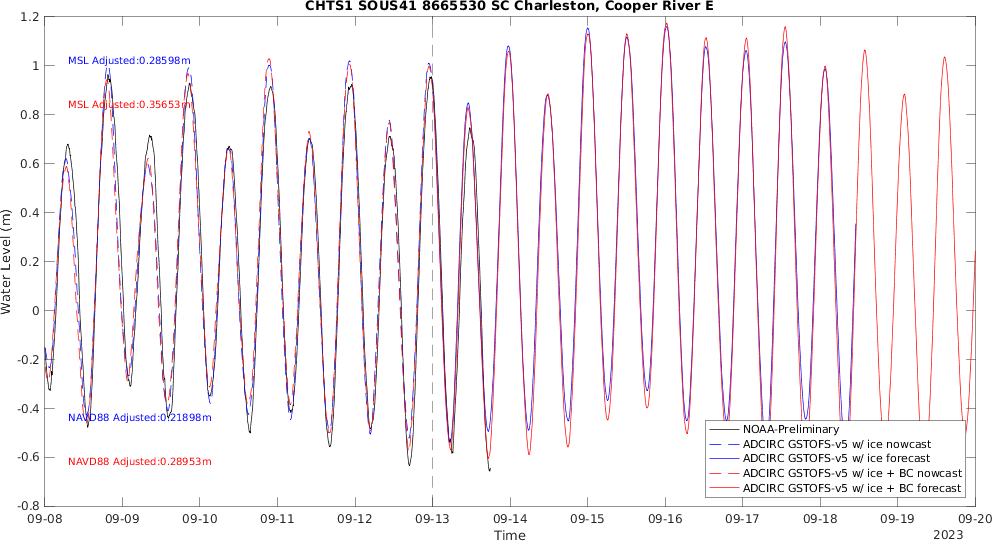 CHTS1 SOUS41 8665530 SC Charleston, Cooper River E
1.2
1
0.8
0.6
0.4
0.2
0
-0.2
-0.4
-0.6
-0.8
Water Level (m)
MSL Adjusted:0.28598m
MSL Adjusted:0.35653m
NAVD88 Adjusted:0.21898m
NAVD88 Adjusted:0.28953m
NOAA-Preliminary
ADCIRC GSTOFS-v5 w/ ice nowcast
ADCIRC GSTOFS-v5 w/ ice forecast
ADCIRC GSTOFS-v5 w/ ice + BC nowcast
ADCIRC GSTOFS-v5 w/ ice + BC forecast
09-08 09-09 09-10 09-11 09-12 09-13 09-14 09-15 09-16 09-17 09-18 09-19 09-20
Time
2023